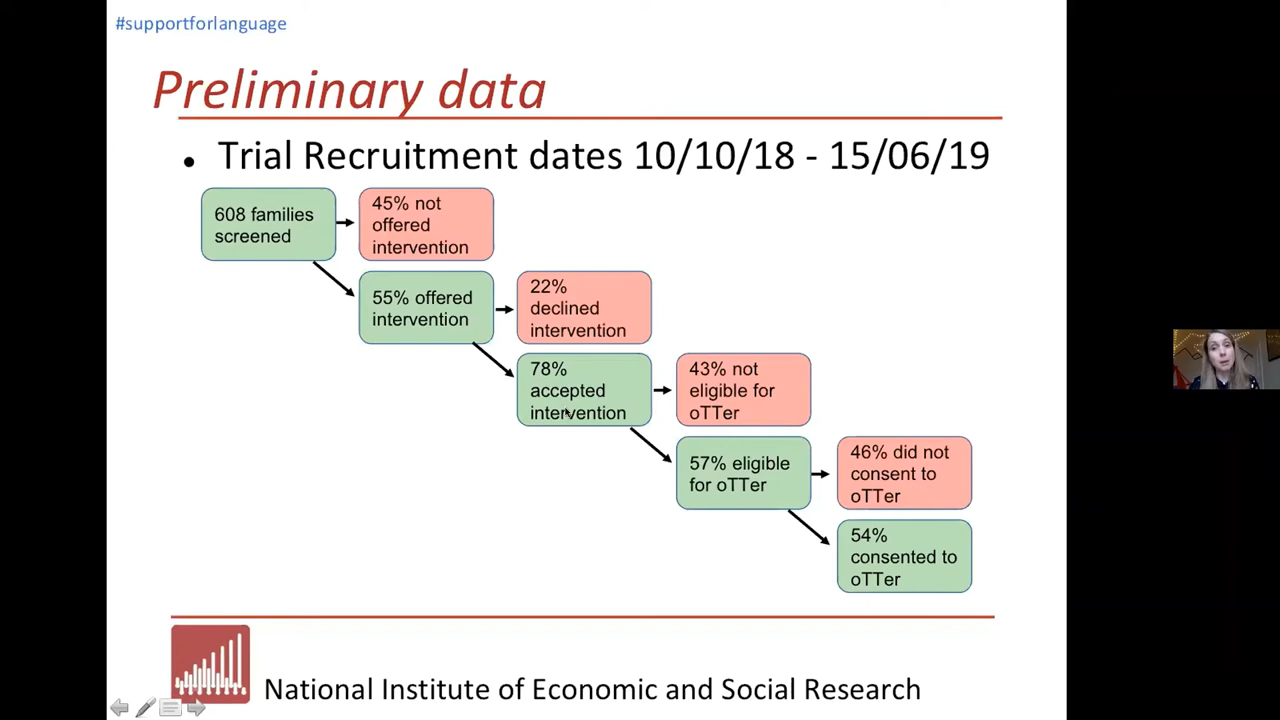 #supportforlanguage
Preliminary data
• Trial Recruitment dates 10/10/18 - 15/06/19
608 families
screened
45% not
offered
intervention
55% offered
intervention
22%
declined
intervention
78%
accepted
intervention
43% not
eligible for
oTTer
57% eligible
for oTTer
46% did not
consent to
oTTer
54%
consented to
oTTer
National Institute of Economic and Social Research